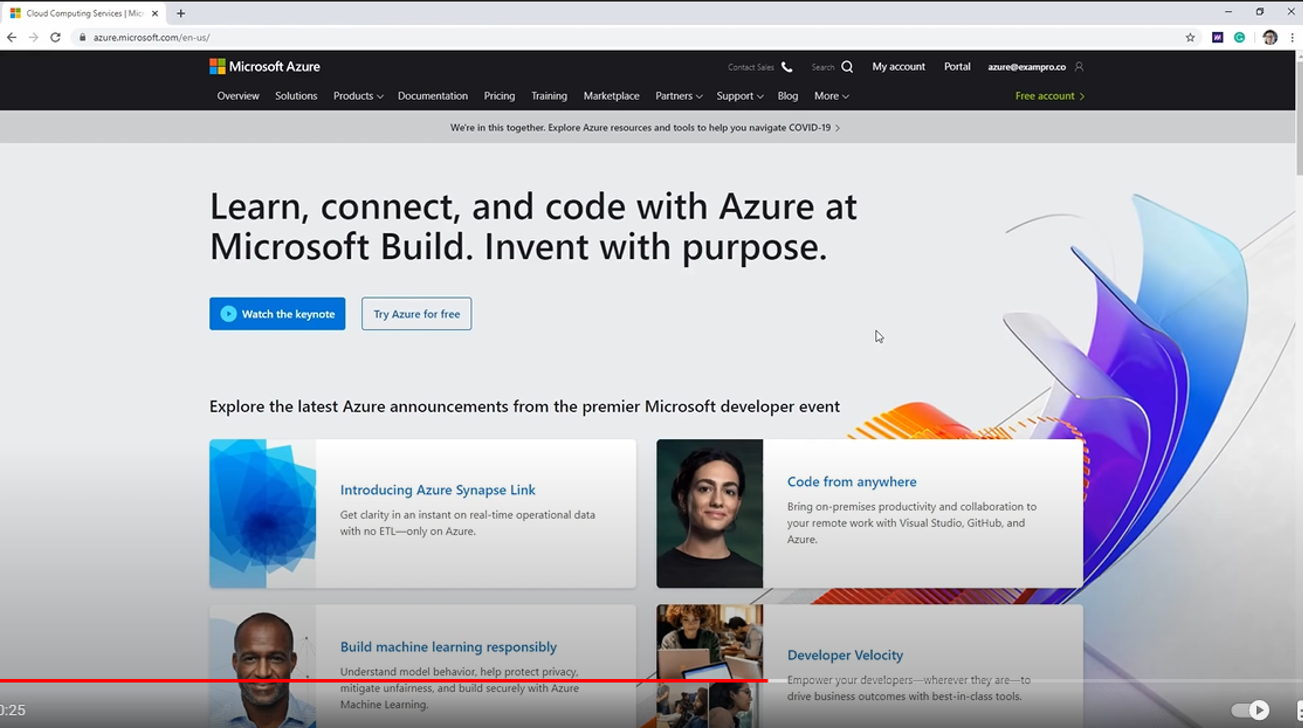 Cloud Computing Services | Mic
azure.microsoft.com/en-us/
Microsoft Azure
Contact Sales
Search
My account
Portal
azure@exampro.co
Overview
Solutions
Products
Documentation
Pricing
Training
Marketplace
Partners
Support
Blog
More
Free account
We're in this together. Explore Azure resources and tools to help you navigate COVID-19
Learn, connect, and code with Azure at
Microsoft Build. Invent with purpose.
Watch the keynote
Try Azure for free
Explore the latest Azure announcements from the premier Microsoft developer event
Introducing Azure Synapse Link
Get clarity in an instant on real-time operational data
with no ETL—only on Azure.
Code from anywhere
Bring on-premises productivity and collaboration to
your remote work with Visual Studio, GitHub, and
Azure.
Build machine learning responsibly
Understand model behavior, help protect privacy,
mitigate unfairness, and build securely with Azure
Machine Learning.
Developer Velocity
Empower your developers—wherever they are—to
drive business outcomes with best-in-class tools.
0:25